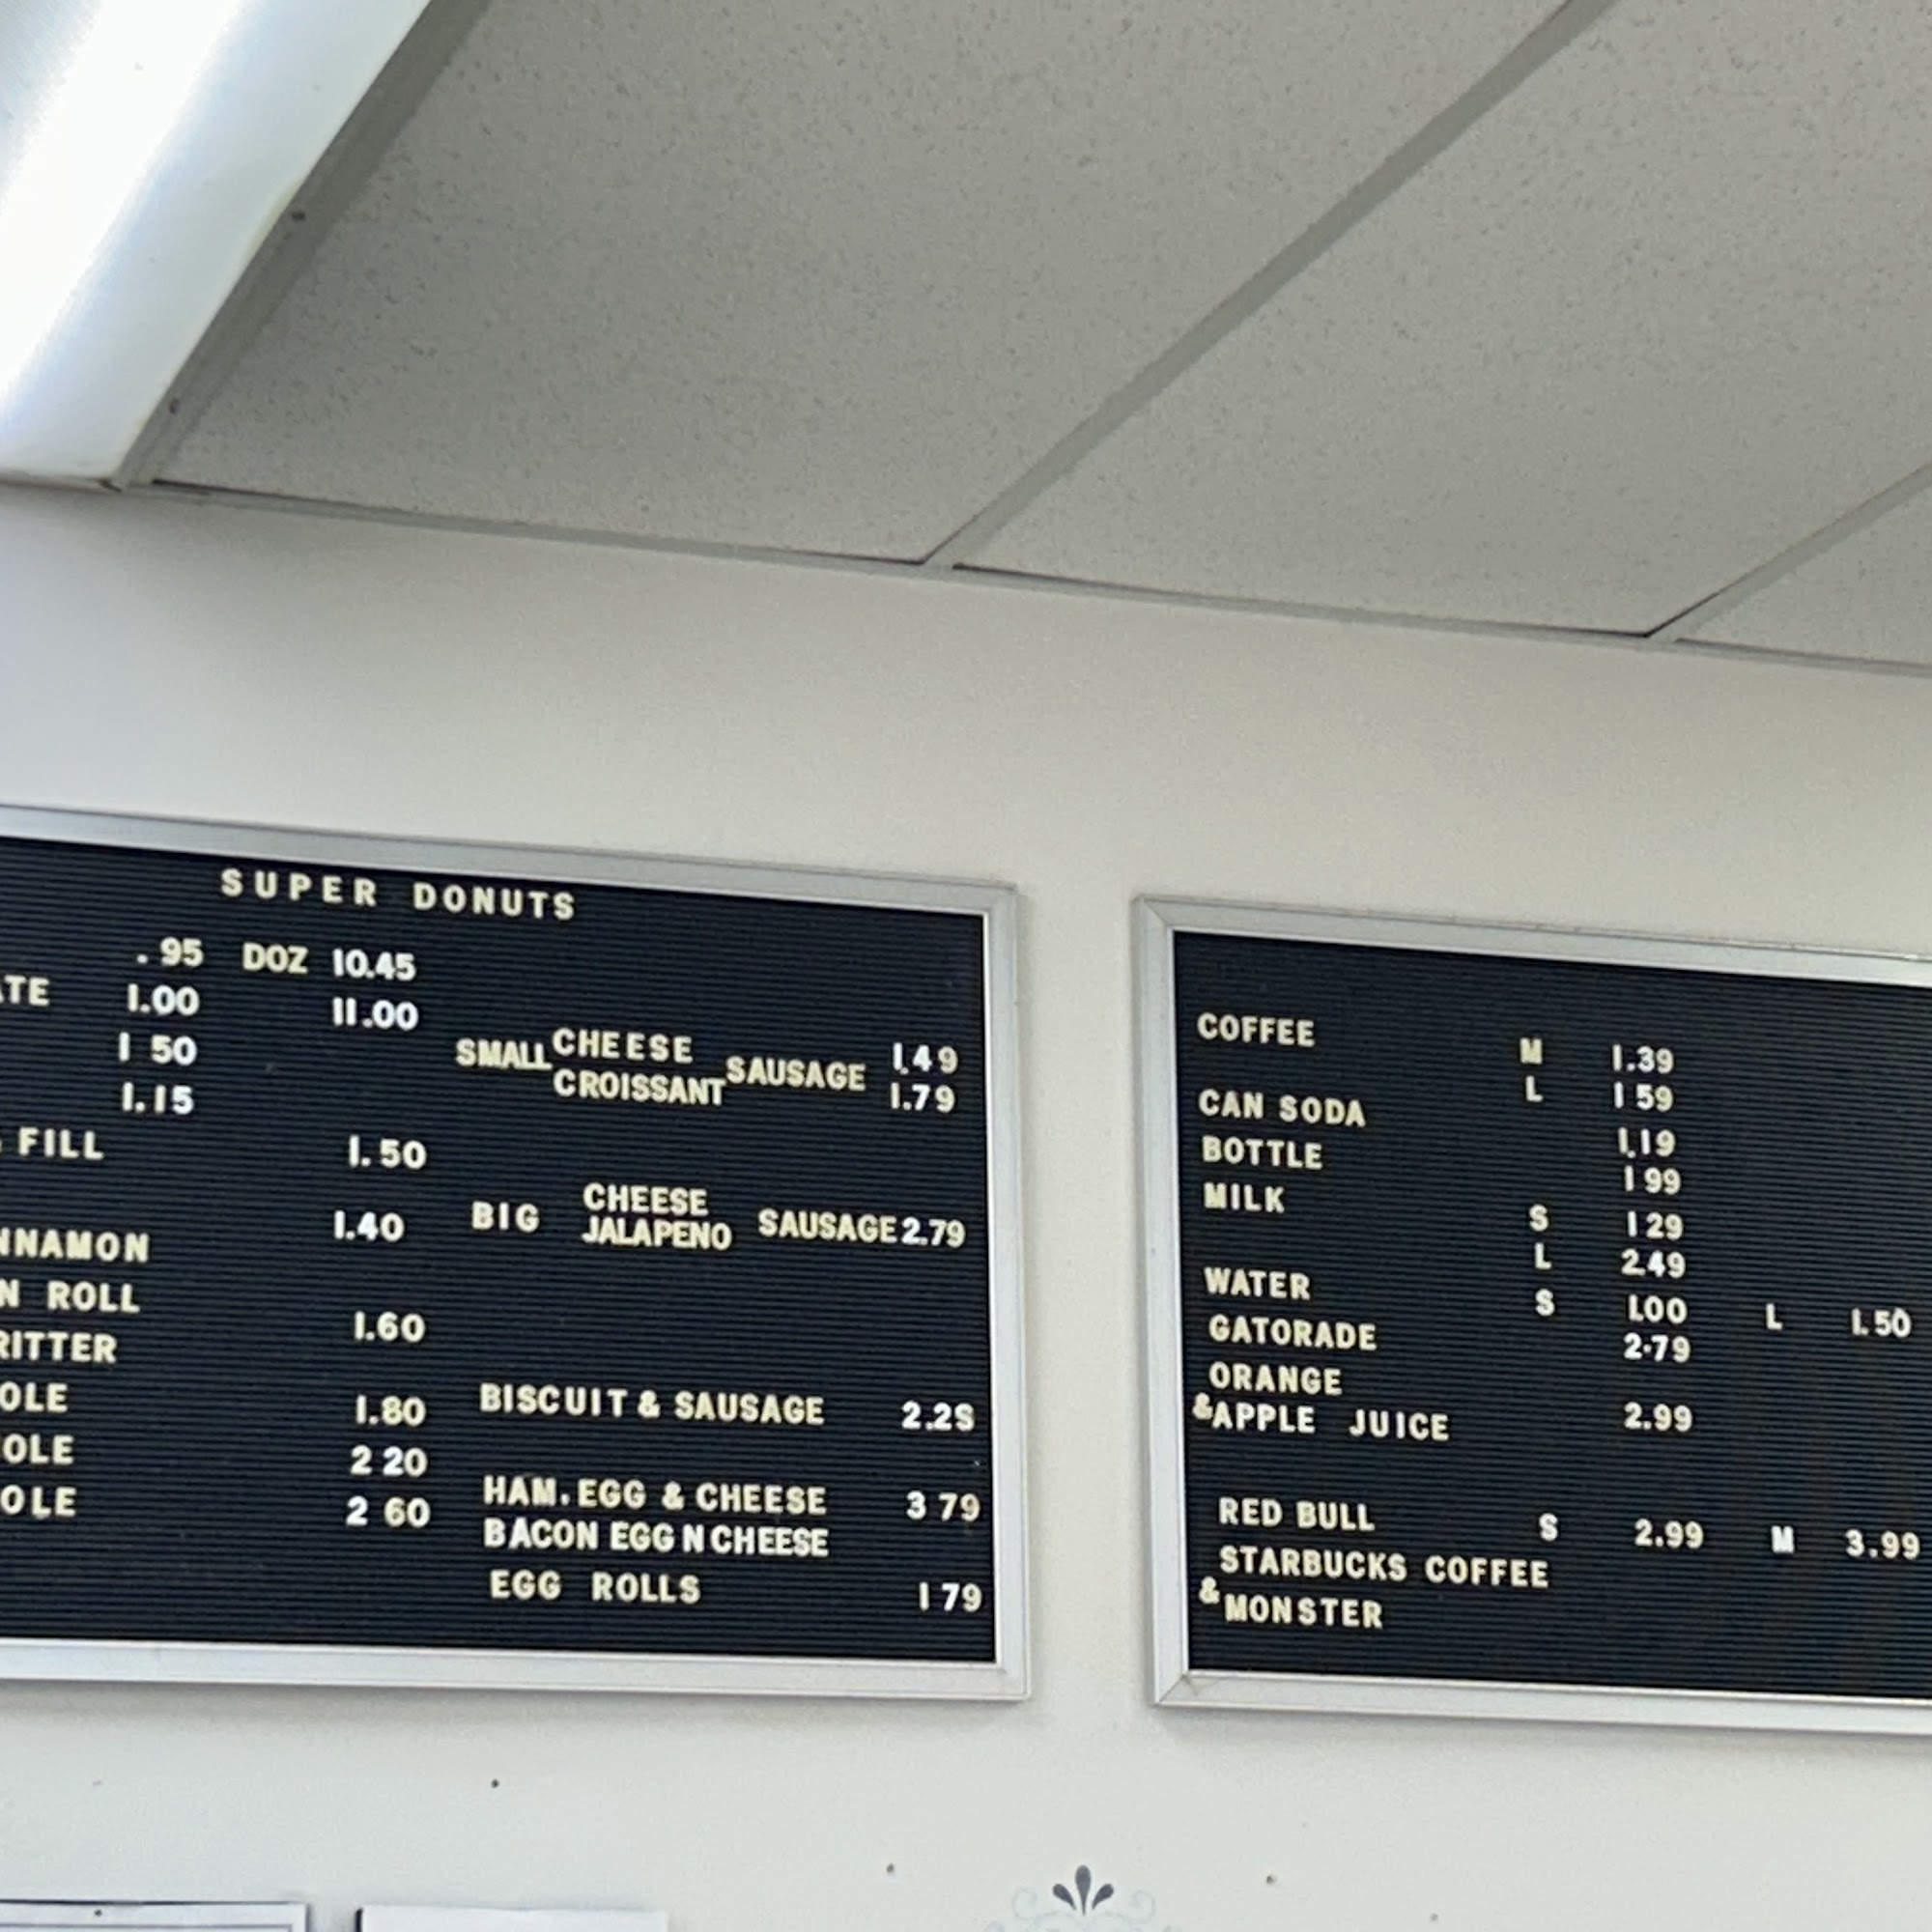 SUPER DONUTS
.95 DOZ 10.45
ATE 1.00 11.00
1 50
1.15
SMALL CHEESE SAUSAGE 1.49
CROISSANT 1.79
FILL 1.50
BIG CHEESE JALAPENO SAUSAGE 2.79
1.40
NNAMON
N ROLL
1.60
RITTER
OLE 1.80
OLE 2 20
OLE 2 60
BISCUIT & SAUSAGE 2.2S
HAM. EGG & CHEESE 3 79
BACON EGG N CHEESE
EGG ROLLS 1 79
COFFEE M 1.39
L 1 59
CAN SODA 1.19
BOTTLE 1 99
MILK S 1 29
L 2.49
WATER S 1.00 L 1.50
GATORADE 2.79
ORANGE
& APPLE JUICE 2.99
RED BULL S 2.99 M 3.99
STARBUCKS COFFEE
& MONSTER